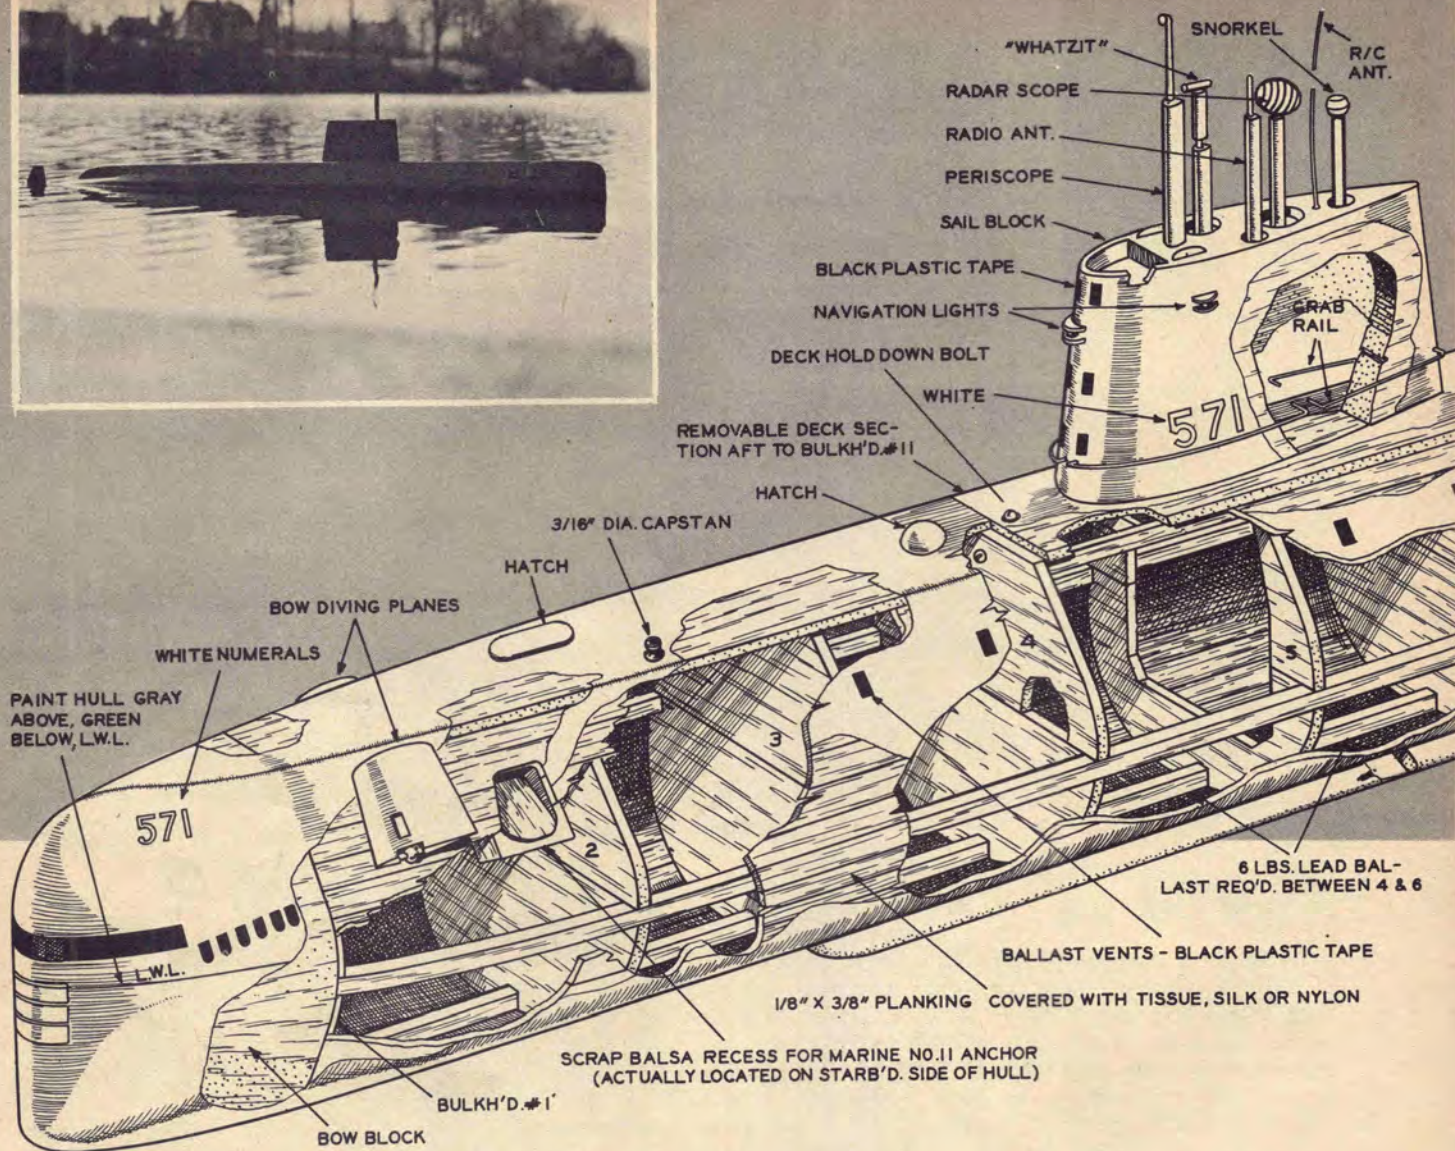 "WHATZIT"
SNORKEL
R/C
ANT.
RADAR SCOPE
RADIO ANT.
PERISCOPE
SAIL BLOCK
BLACK PLASTIC TAPE
NAVIGATION LIGHTS
GRAB
RAIL
DECK HOLD DOWN BOLT
WHITE
571
REMOVABLE DECK SEC-
TION AFT TO BULKH'D.#11
HATCH
3/16" DIA. CAPSTAN
HATCH
BOW DIVING PLANES
WHITE NUMERALS
PAINT HULL GRAY
ABOVE, GREEN
BELOW, L.W.L.
571
2
3
4
5
L.W.L.
6 LBS. LEAD BAL-
LAST REQ'D. BETWEEN 4 & 6
BALLAST VENTS - BLACK PLASTIC TAPE
1/8" X 3/8" PLANKING COVERED WITH TISSUE, SILK OR NYLON
SCRAP BALSA RECESS FOR MARINE NO.11 ANCHOR
(ACTUALLY LOCATED ON STARB'D. SIDE OF HULL)
BULKH'D.#1
BOW BLOCK